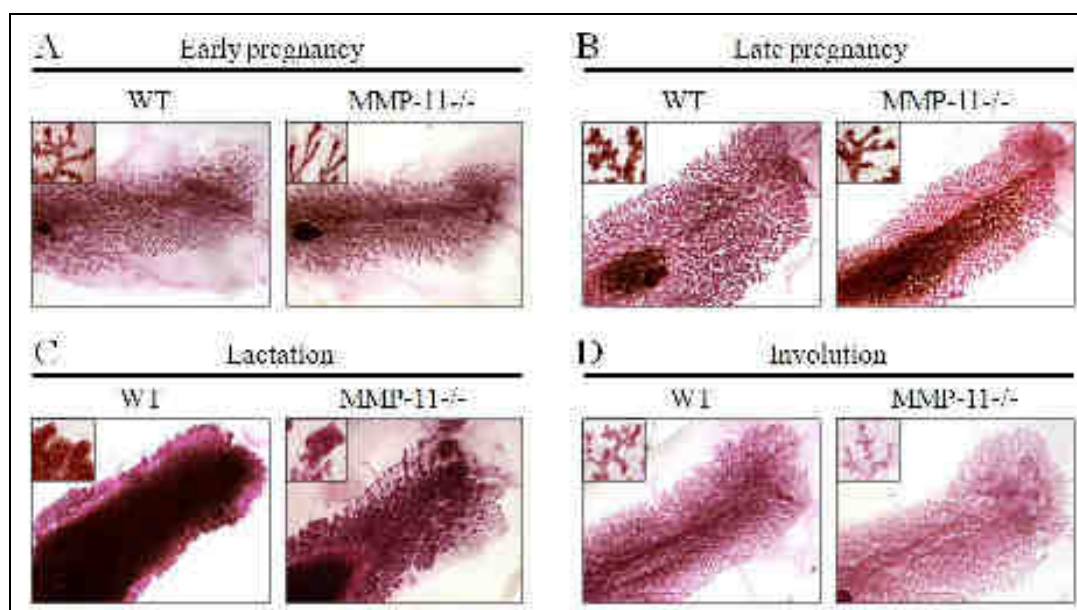 A Early pregnancy
WT MMP-11-/-
B Late pregnancy
WT MMP-11-/-
C Lactation
WT MMP-11-/-
D Involution
WT MMP-11-/-